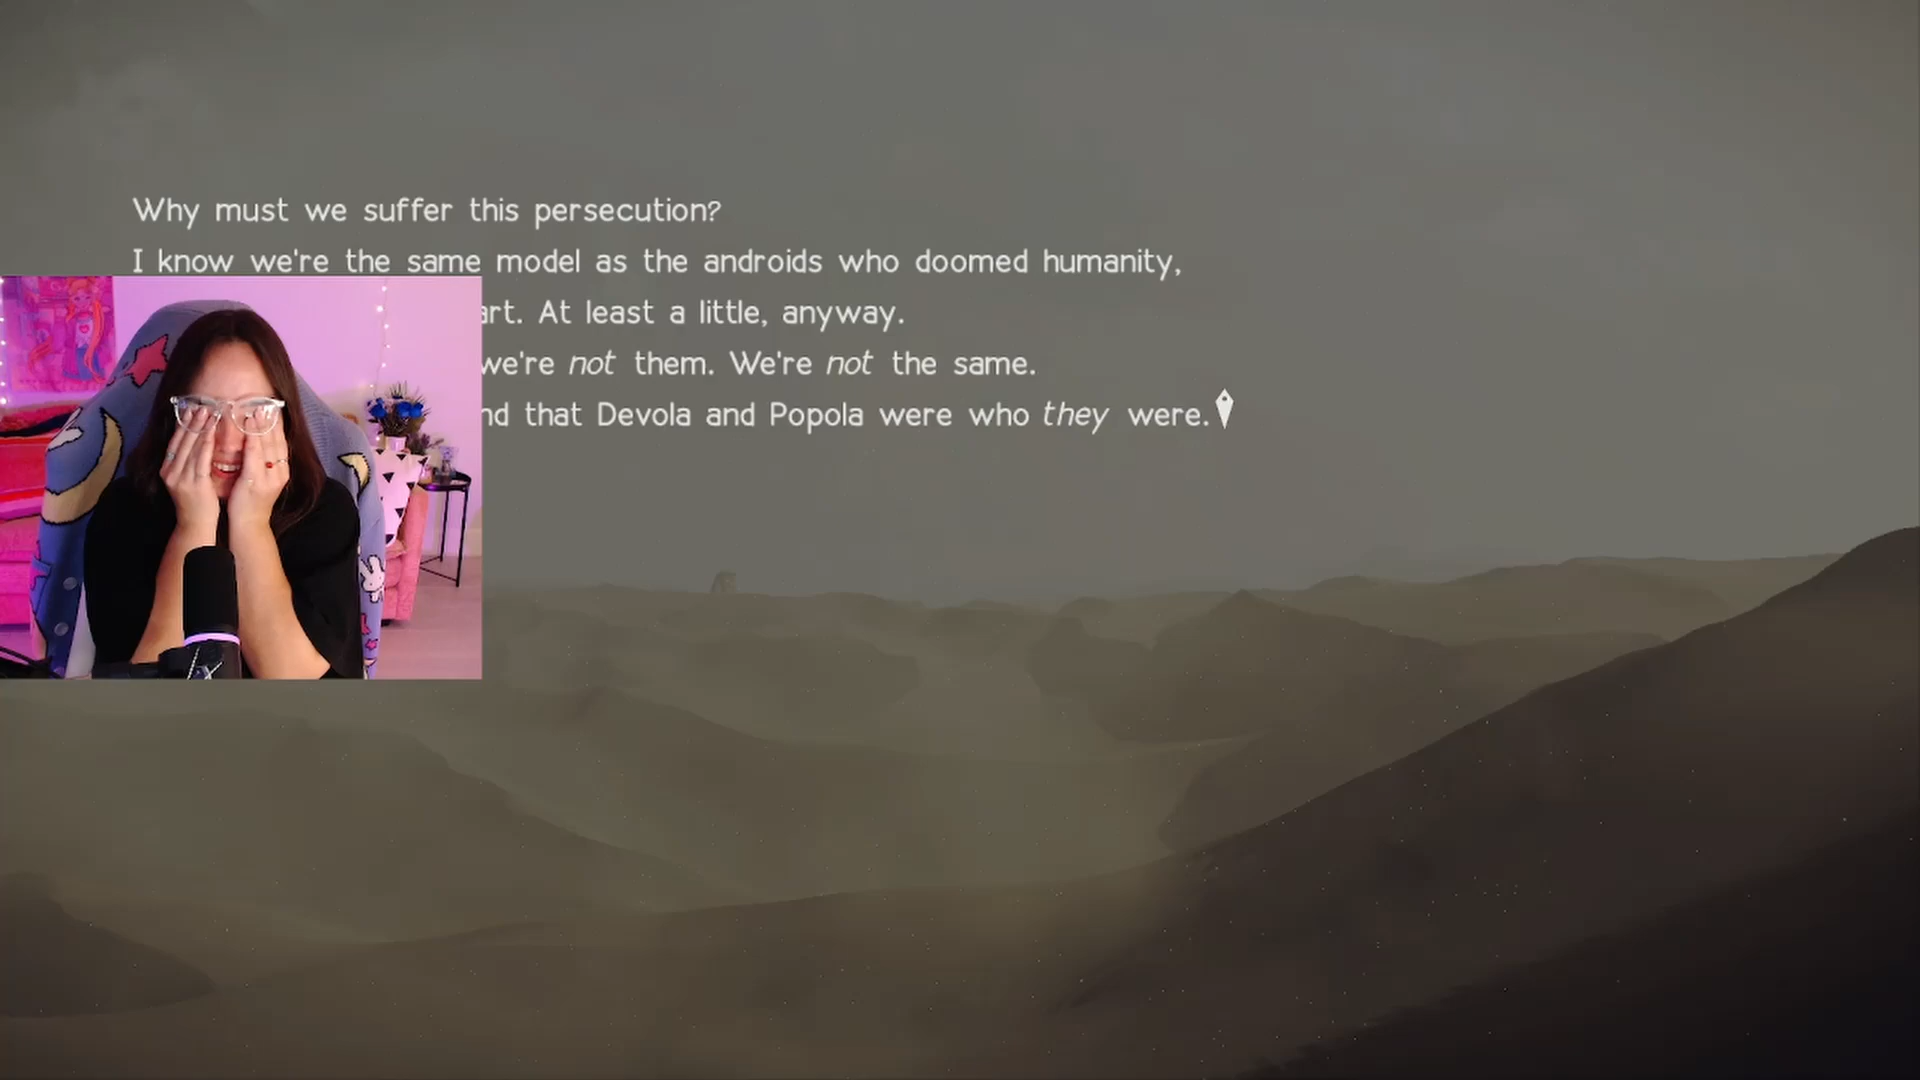 Why must we suffer this persecution?
I know we're the same model as the androids who doomed humanity,
art. At least a little, anyway.
we're not them. We're not the same.
nd that Devola and Popola were who they were.